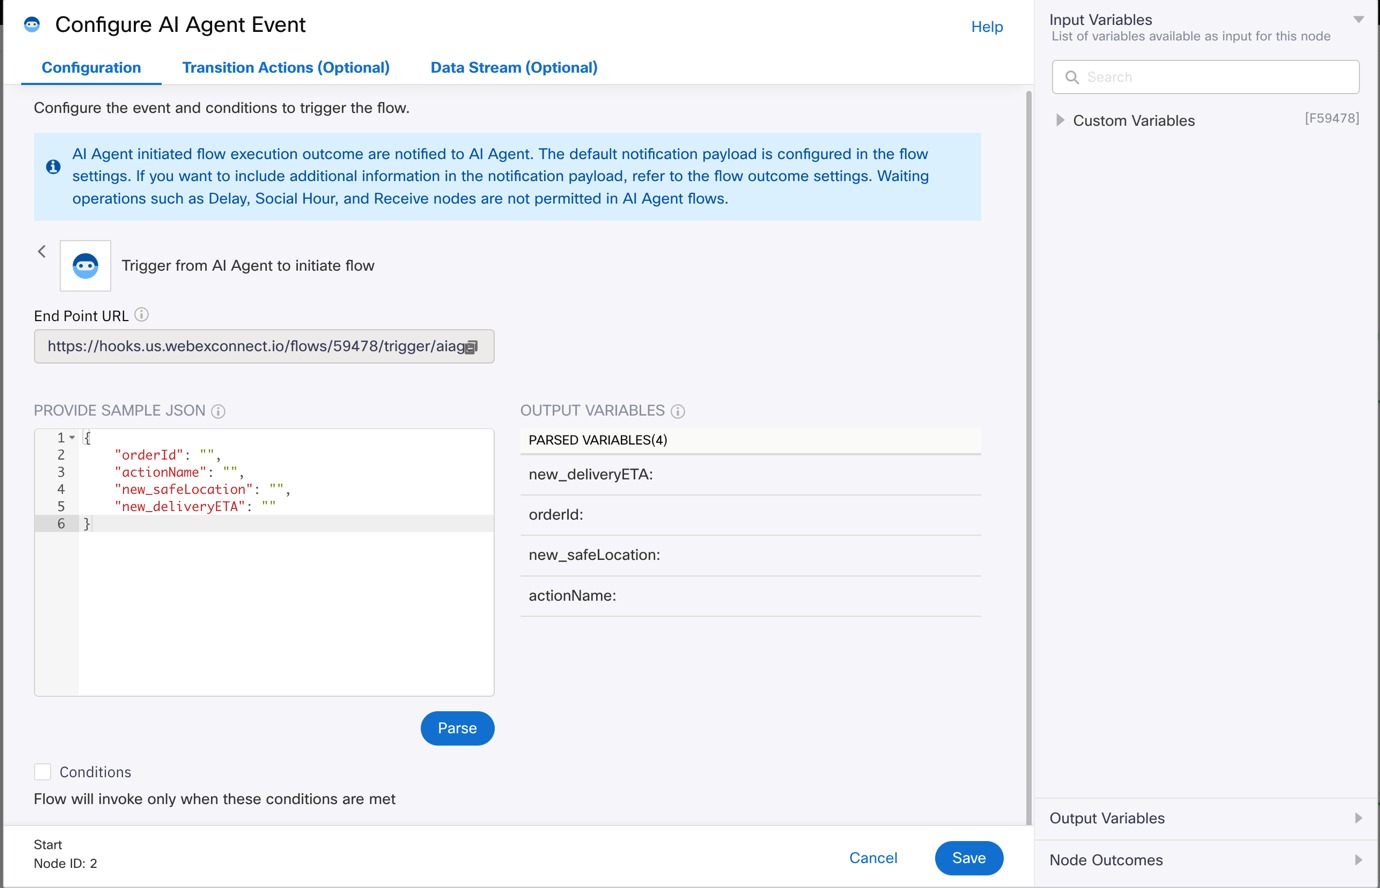 Configure AI Agent Event
Help
Configuration
Transition Actions (Optional)
Data Stream (Optional)
Configure the event and conditions to trigger the flow.
AI Agent initiated flow execution outcome are notified to AI Agent. The default notification payload is configured in the flow
settings. If you want to include additional information in the notification payload, refer to the flow outcome settings. Waiting
operations such as Delay, Social Hour, and Receive nodes are not permitted in AI Agent flows.
Trigger from AI Agent to initiate flow
End Point URL
https://hooks.us.webexconnect.io/flows/59478/trigger/aiag
PROVIDE SAMPLE JSON
1 {
2 "orderId": "",
3 "actionName": "",
4 "new_safeLocation": "",
5 "new_deliveryETA": ""
6 }
Parse
OUTPUT VARIABLES
PARSED VARIABLES(4)
new_deliveryETA:
orderId:
new_safeLocation:
actionName:
Conditions
Flow will invoke only when these conditions are met
Start
Node ID: 2
Cancel
Save
Input Variables
List of variables available as input for this node
Search
Custom Variables
[F59478]
Output Variables
Node Outcomes